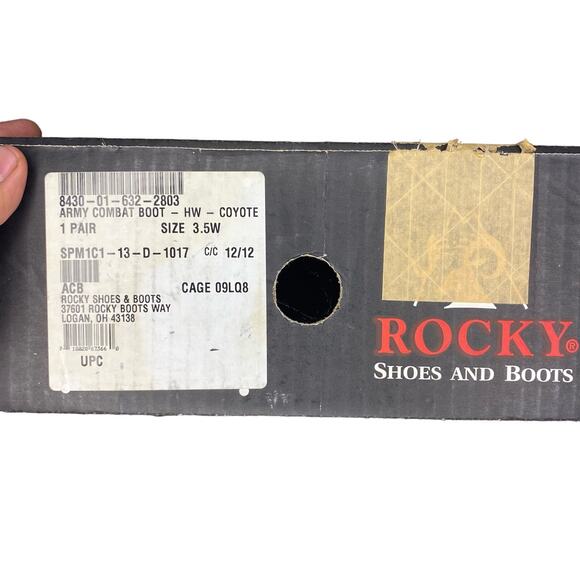 8430-01-632-2803
ARMY COMBAT BOOT - HW - COYOTE
1 PAIR SIZE 3.5W
SPM1C1-13-D-1017 C/C 12/12
ACB CAGE 09LQ8
ROCKY SHOES & BOOTS
37601 ROCKY BOOTS WAY
LOGAN, OH 43138
UPC
ROCKY®
SHOES AND BOOTS